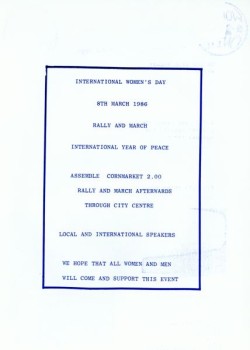 INTERNATIONAL WOMEN'S DAY
8TH MARCH 1986
RALLY AND MARCH
INTERNATIONAL YEAR OF PEACE
ASSEMBLE CORNMARKET 2.00
RALLY AND MARCH AFTERWARDS
THROUGH CITY CENTRE
LOCAL AND INTERNATIONAL SPEAKERS
WE HOPE THAT ALL WOMEN AND MEN
WILL COME AND SUPPORT THIS EVENT